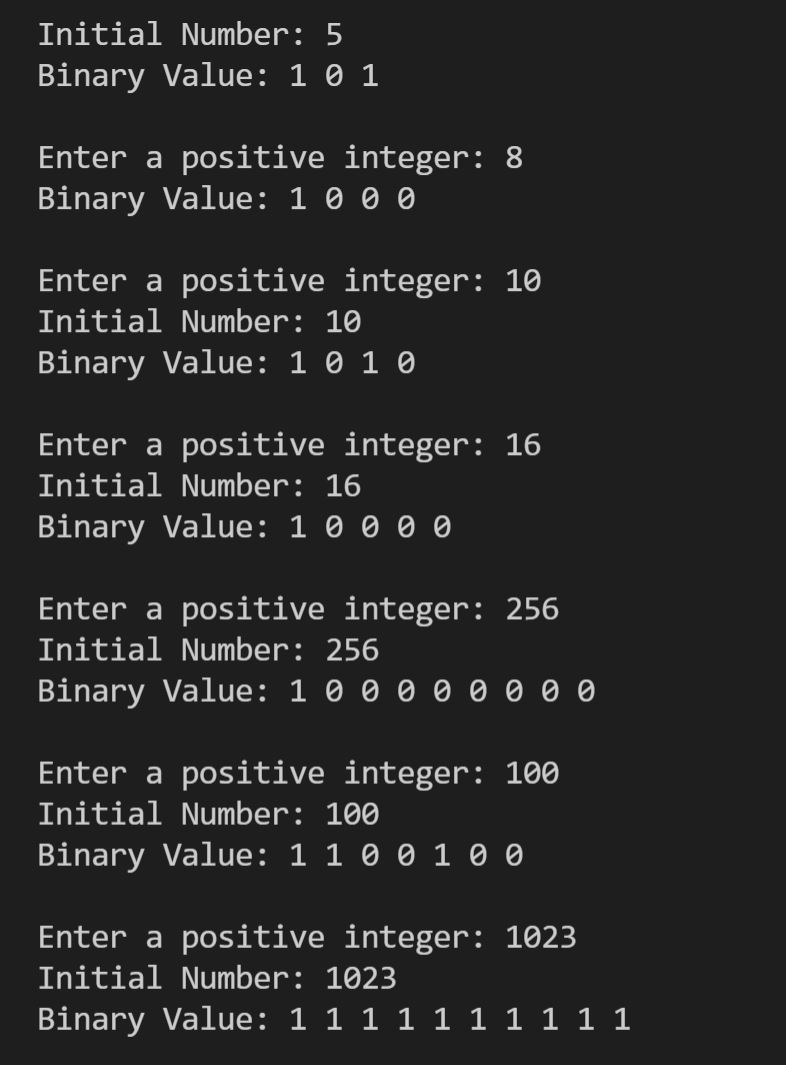 Initial Number: 5
Binary Value: 1 0 1
Enter a positive integer: 8
Binary Value: 1 0 0 0
Enter a positive integer: 10
Initial Number: 10
Binary Value: 1 0 1 0
Enter a positive integer: 16
Initial Number: 16
Binary Value: 1 0 0 0 0
Enter a positive integer: 256
Initial Number: 256
Binary Value: 1 0 0 0 0 0 0 0 0
Enter a positive integer: 100
Initial Number: 100
Binary Value: 1 1 0 0 1 0 0
Enter a positive integer: 1023
Initial Number: 1023
Binary Value: 1 1 1 1 1 1 1 1 1 1